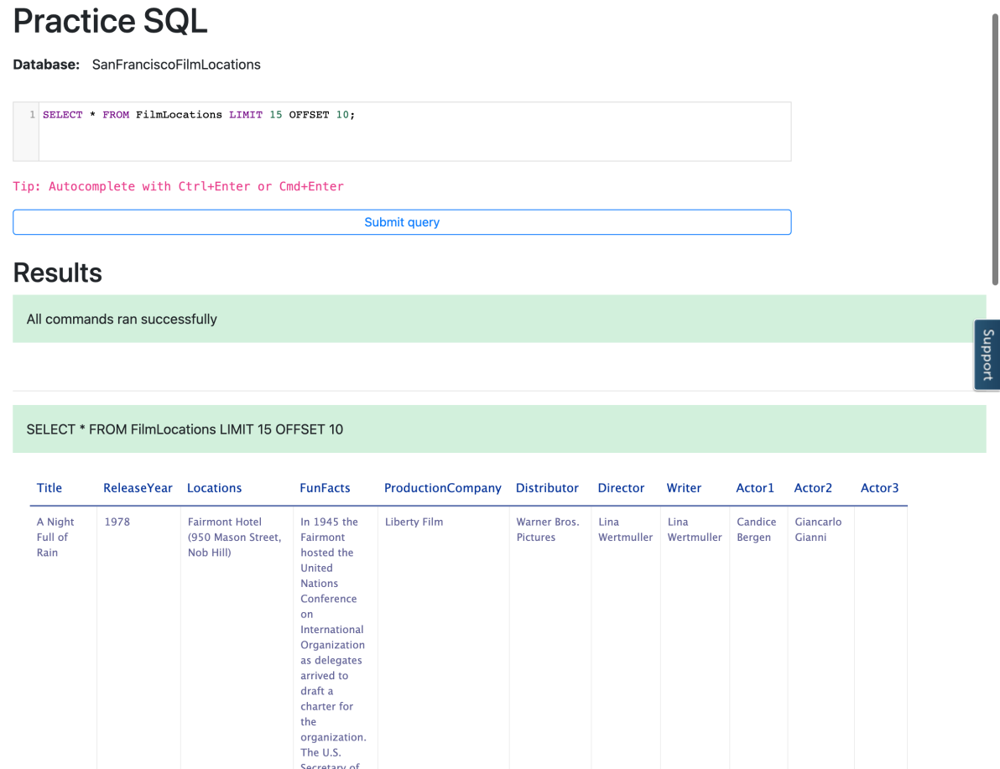 Practice SQL
Database: SanFranciscoFilmLocations
1 SELECT * FROM FilmLocations LIMIT 15 OFFSET 10;
Tip: Autocomplete with Ctrl+Enter or Cmd+Enter
Submit query
Results
All commands ran successfully
Support
SELECT * FROM FilmLocations LIMIT 15 OFFSET 10
Title ReleaseYear Locations FunFacts ProductionCompany Distributor Director Writer Actor1 Actor2 Actor3
A Night 1978 Fairmont Hotel In 1945 the Liberty Film Warner Bros. Lina Lina Candice Giancarlo
Full of (950 Mason Street, Fairmont Pictures Wertmuller Wertmuller Bergen Gianni
Rain Nob Hill) hosted the
United
Nations
Conference
on
International
Organization
as delegates
arrived to
draft a
charter for
the
organization.
The U.S.
Secretary of